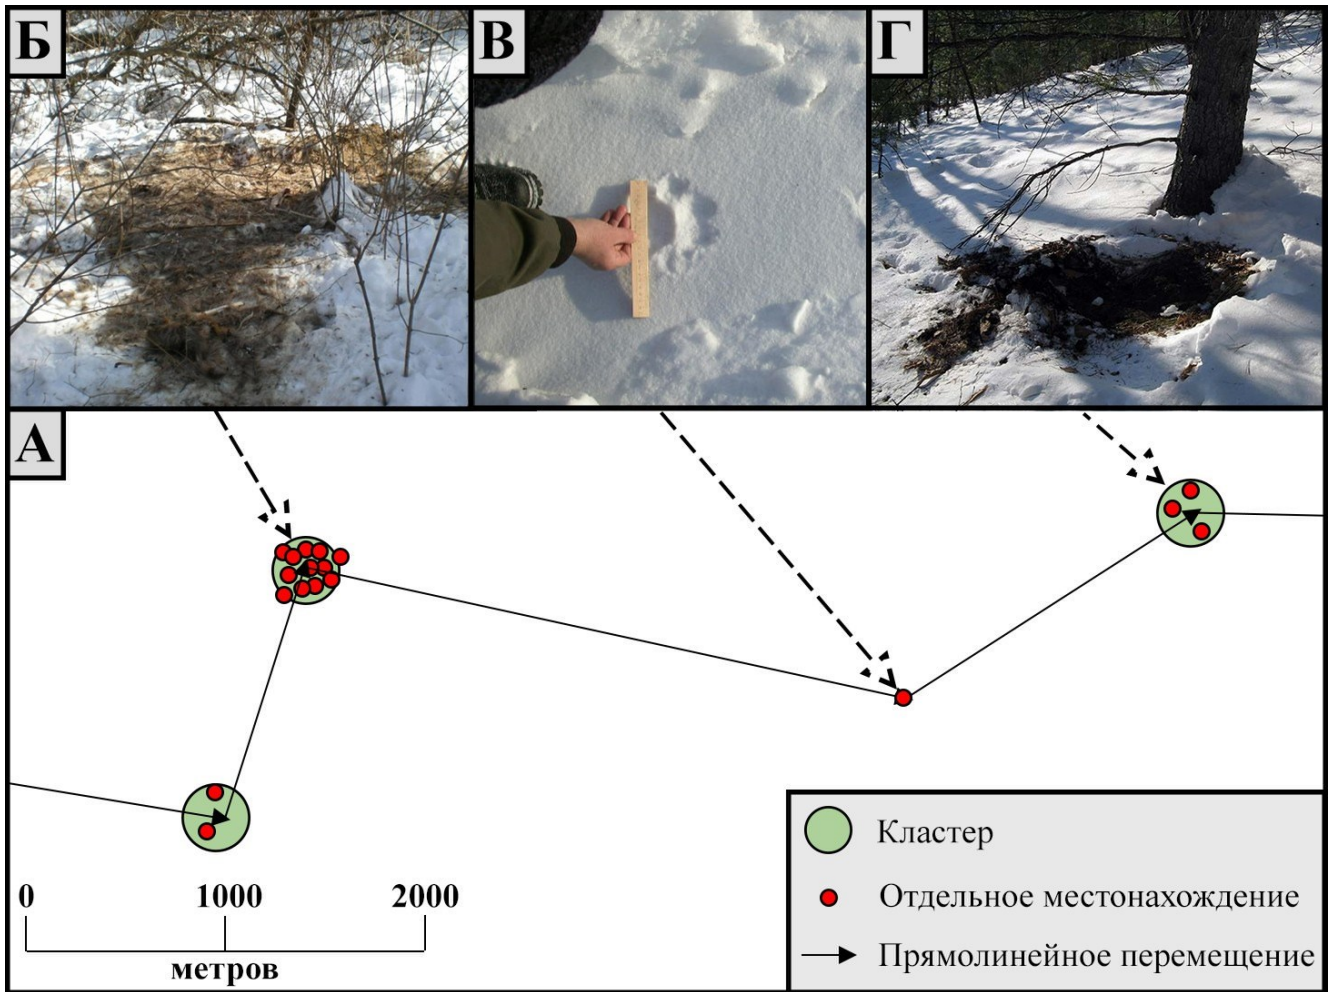 Б
В
Г
А
0 1000 2000
метров
Кластер
Отдельное местонахождение
Прямолинейное перемещение